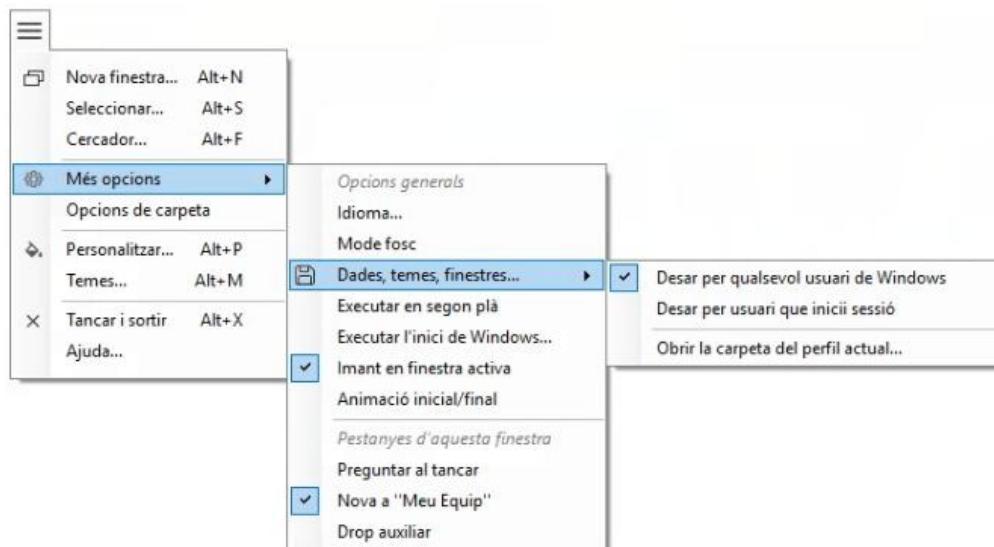 Nova finestra... Alt+N
Seleccionar... Alt+S
Cercador... Alt+F
Més opcions
Opcions de carpeta
Personalitzar... Alt+P
Temes... Alt+M
Tancar i sortir Alt+X
Ajuda...
Opcions generals
Idioma...
Mode fosc
Dades, temes, finestres...
Executar en segon plà
Executar l'inici de Windows...
Imant en finestra activa
Animació inicial/final
Pestanyes d'aquesta finestra
Preguntar al tancar
Nova a "Meu Equip"
Drop auxiliar
Desar per qualsevol usuari de Windows
Desar per usuari que iniciï sessió
Obrir la carpeta del perfil actual...